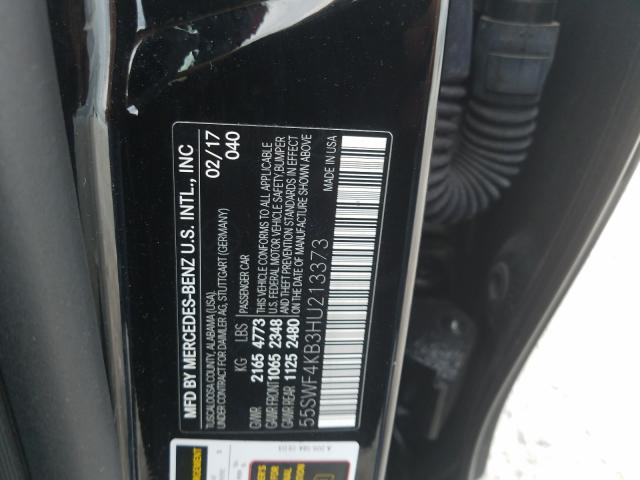 MFD BY MERCEDES-BENZ U.S. INTL., INC
TUSCALOOSA COUNTY, ALABAMA (USA).
UNDER CONTRACT FOR DAIMLER AG, STUTTGART (GERMANY)
02/17
040
PASSENGER CAR
KG LBS
GVWR 2165 4773
GAWR FRONT 1065 2348
GAWR REAR 1125 2480
THIS VEHICLE CONFORMS TO ALL APPLICABLE
U.S. FEDERAL MOTOR VEHICLE SAFETY, BUMPER
AND THEFT PREVENTION STANDARDS IN EFFECT
ON DATE OF MANUFACTURE SHOWN ABOVE
55SWF4KB3HU213373
MADE IN USA